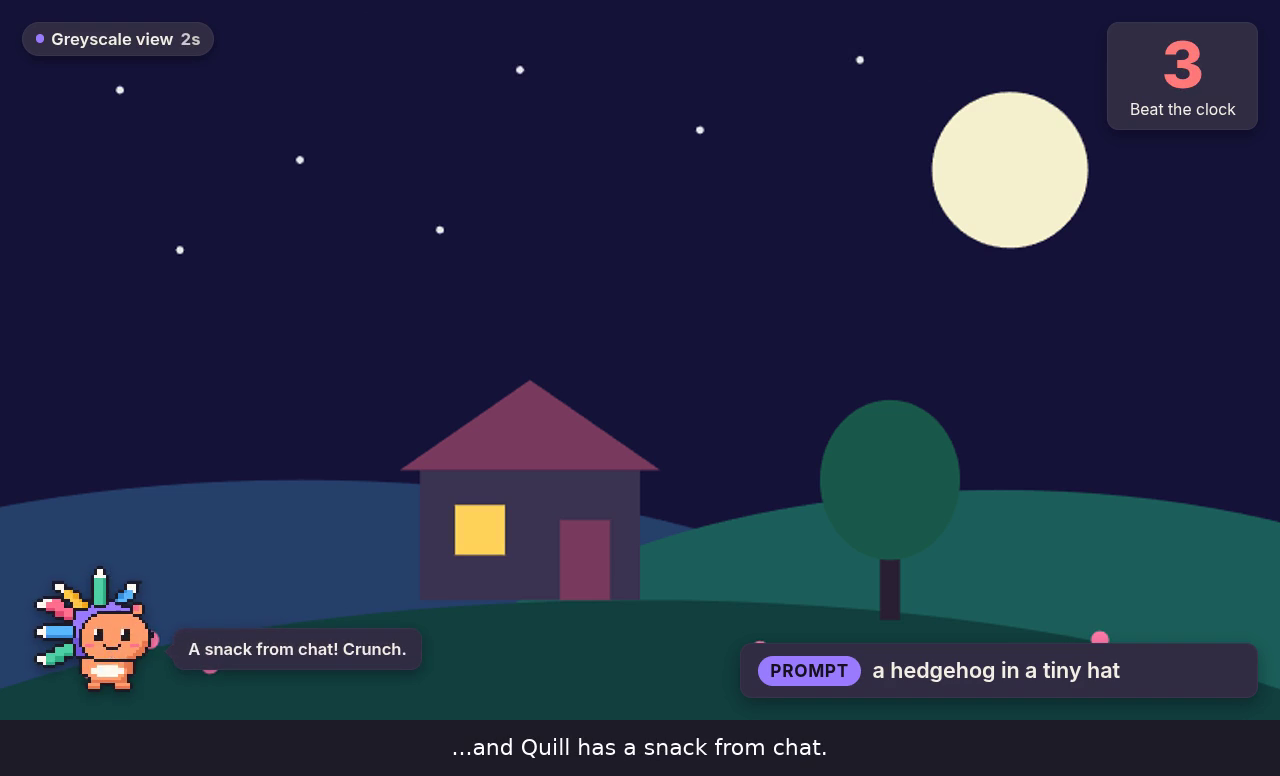 Greyscale view 2s
3
Beat the clock
A snack from chat! Crunch.
PROMPT a hedgehog in a tiny hat
...and Quill has a snack from chat.